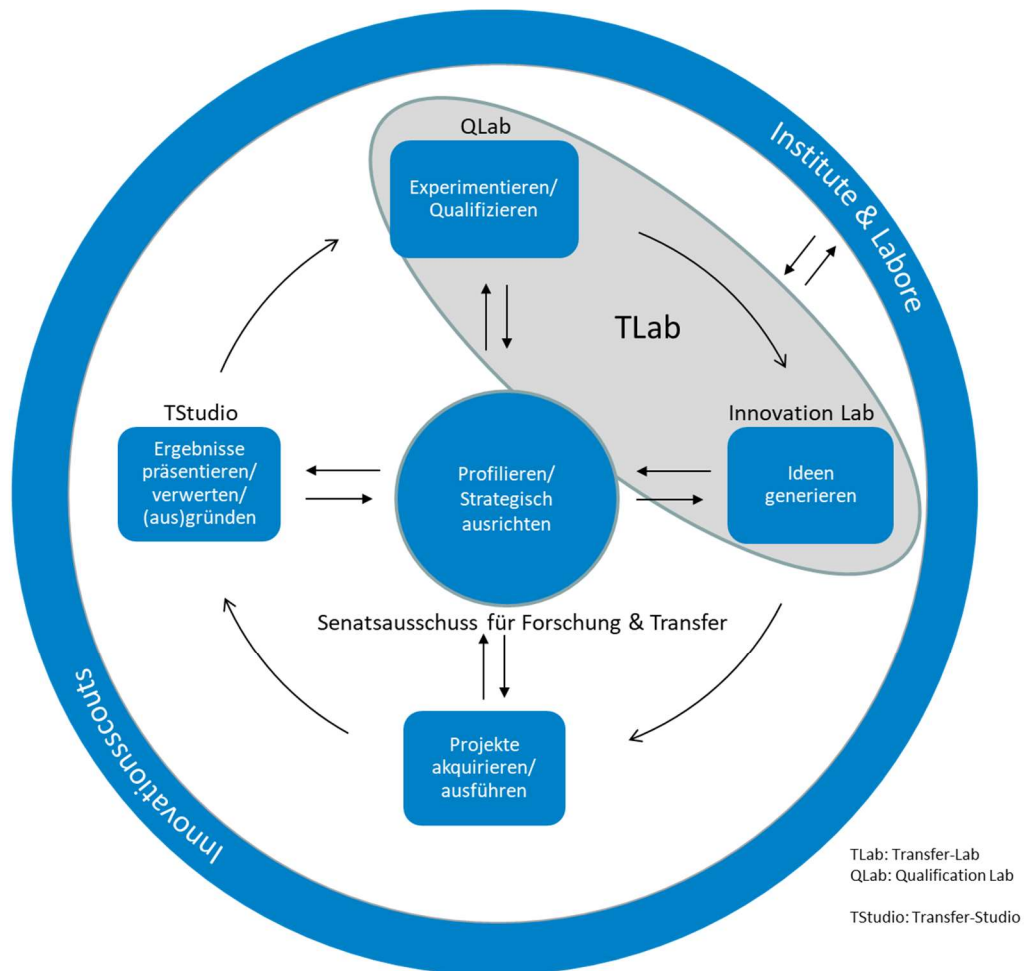 Institute & Labore
QLab
Experimentieren/
Qualifizieren
TLab
TStudio
Ergebnisse
präsentieren/
verwerten/
(aus)gründen
Profilieren/
Strategisch
ausrichten
Innovation Lab
Ideen
generieren
Senatsausschuss für Forschung & Transfer
Projekte
akquirieren/
ausführen
Innovationsscouts
TLab: Transfer-Lab
QLab: Qualification Lab
TStudio: Transfer-Studio